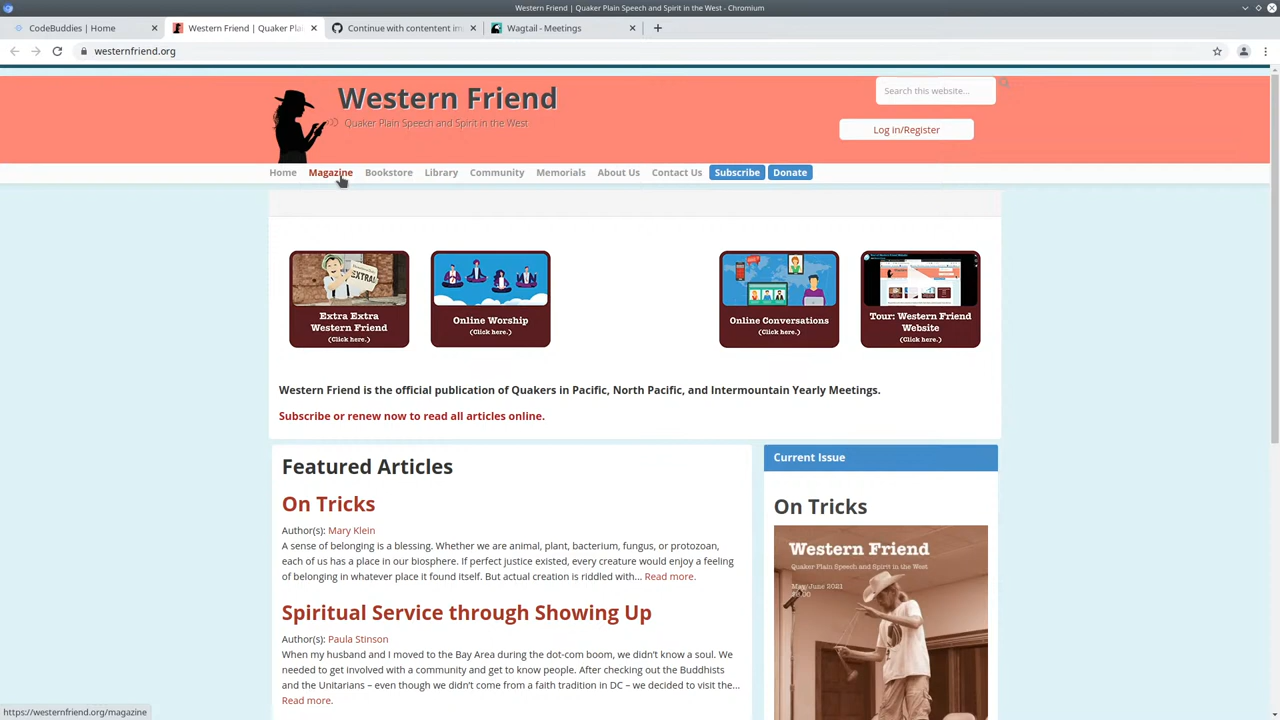 Western Friend | Quaker Plain Speech and Spirit in the West - Chromium
CodeBuddies | Home
Western Friend | Quaker Plai
Continue with contentent im
Wagtail - Meetings
westernfriend.org
Western Friend
Quaker Plain Speech and Spirit in the West
Search this website...
Log in/Register
Home Magazine Bookstore Library Community Memorials About Us Contact Us Subscribe Donate
EXTRA!
Extra Extra
Western Friend
(Click here.)
Online Worship
(Click here.)
Online Conversations
(Click here.)
Tour: Western Friend
Website
(Click here.)
Western Friend is the official publication of Quakers in Pacific, North Pacific, and Intermountain Yearly Meetings.
Subscribe or renew now to read all articles online.
Featured Articles
On Tricks
Author(s): Mary Klein
A sense of belonging is a blessing. Whether we are animal, plant, bacterium, fungus, or protozoan,
each of us has a place in our biosphere. If perfect justice existed, every creature would enjoy a feeling
of belonging in whatever place it found itself. But actual creation is riddled with... Read more.
Spiritual Service through Showing Up
Author(s): Paula Stinson
When my husband and I moved to the Bay Area during the dot-com boom, we didn't know a soul. We
needed to get involved with a community and get to know people. After checking out the Buddhists
and the Unitarians – even though we didn't come from a faith tradition in DC – we decided to visit the...
Read more.
Current Issue
On Tricks
Western Friend
Quaker Plain Speech and Spirit in the West
May/June 2021
https://westernfriend.org/magazine